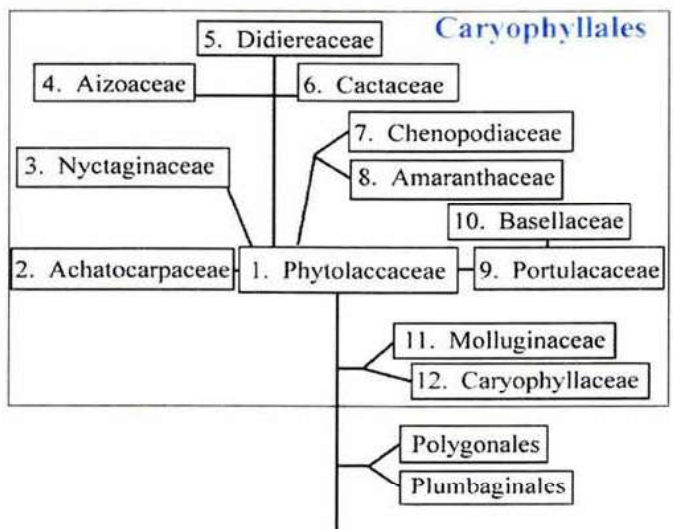 Caryophyllales
5. Didiereaceae
4. Aizoaceae
6. Cactaceae
7. Chenopodiaceae
3. Nyctaginaceae
8. Amaranthaceae
10. Basellaceae
2. Achatocarpaceae
1. Phytolaccaceae
9. Portulacaceae
11. Molluginaceae
12. Caryophyllaceae
Polygonales
Plumbaginales